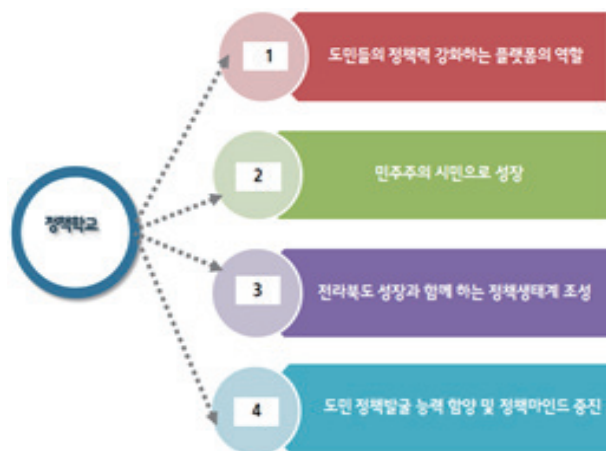 정책학교
1
도민들의 정책력 강화하는 플랫폼의 역할
2
민주주의 시민으로 성장
3
전라북도 성장과 함께 하는 정책생태계 조성
4
도민 정책발굴 능력 함양 및 정책마인드 증진